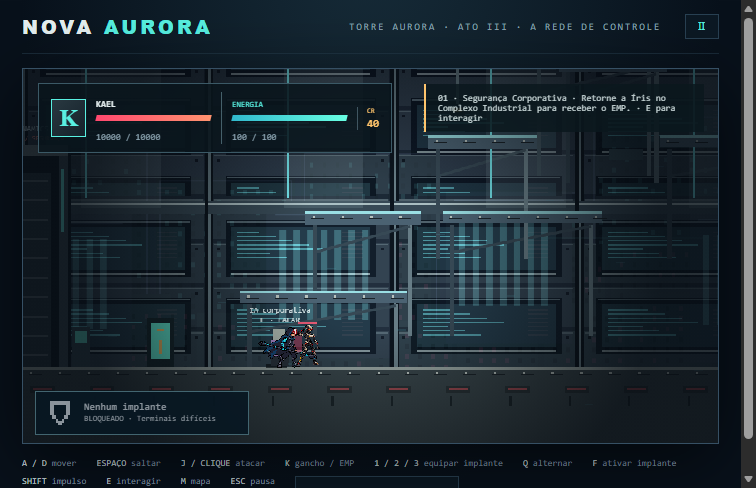 NOVA AURORA
TORRE AURORA · ATO III · A REDE DE CONTROLE
II
K
KAEL
10000 / 10000
ENERGIA
100 / 100
CR
40
01 · Segurança Corporativa · Retorne a Íris no
Complexo Industrial para receber o EMP. · E para
interagir
IA corporativa
E · FALAR
Nenhum implante
BLOQUEADO · Terminais difíceis
A / D mover ESPAÇO saltar J / CLIQUE atacar K gancho / EMP 1 / 2 / 3 equipar implante Q alternar F ativar implante
SHIFT impulso E interagir M mapa ESC pausa